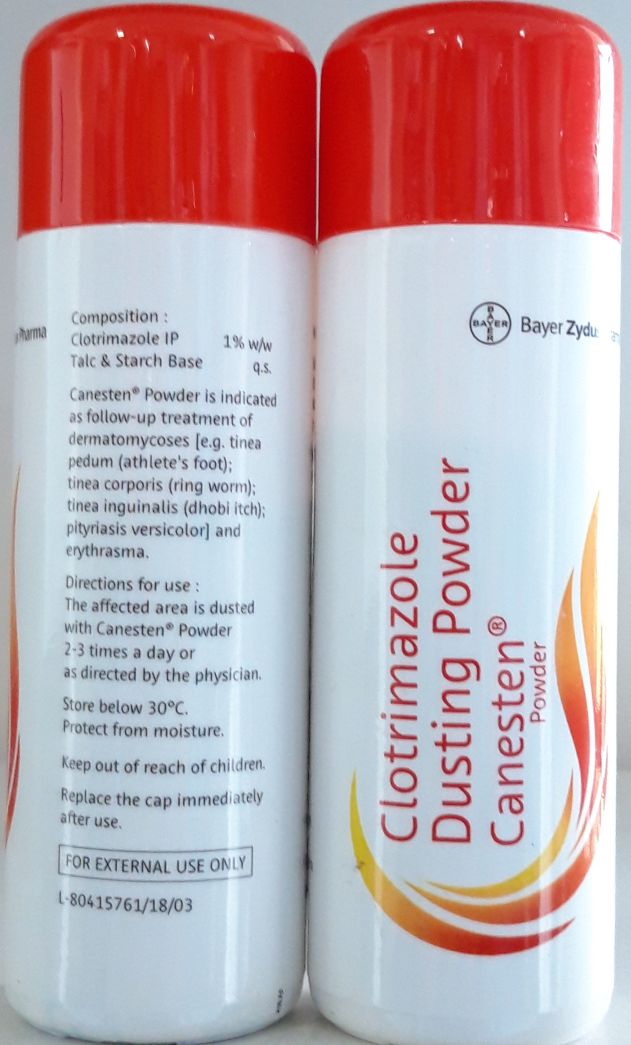 Pharma
Composition :
Clotrimazole IP 1% w/w
Talc & Starch Base q.s.
Canesten® Powder is indicated
as follow-up treatment of
dermatomycoses [e.g. tinea
pedum (athlete's foot);
tinea corporis (ring worm);
tinea inguinalis (dhobi itch);
pityriasis versicolor] and
erythrasma.
Directions for use :
The affected area is dusted
with Canesten® Powder
2-3 times a day or
as directed by the physician.
Store below 30°C.
Protect from moisture.
Keep out of reach of children.
Replace the cap immediately
after use.
FOR EXTERNAL USE ONLY
L-80415761/18/03
BAYER
BAYER
Bayer Zydu
Clotrimazole
Dusting Powder
Canesten®
Powder